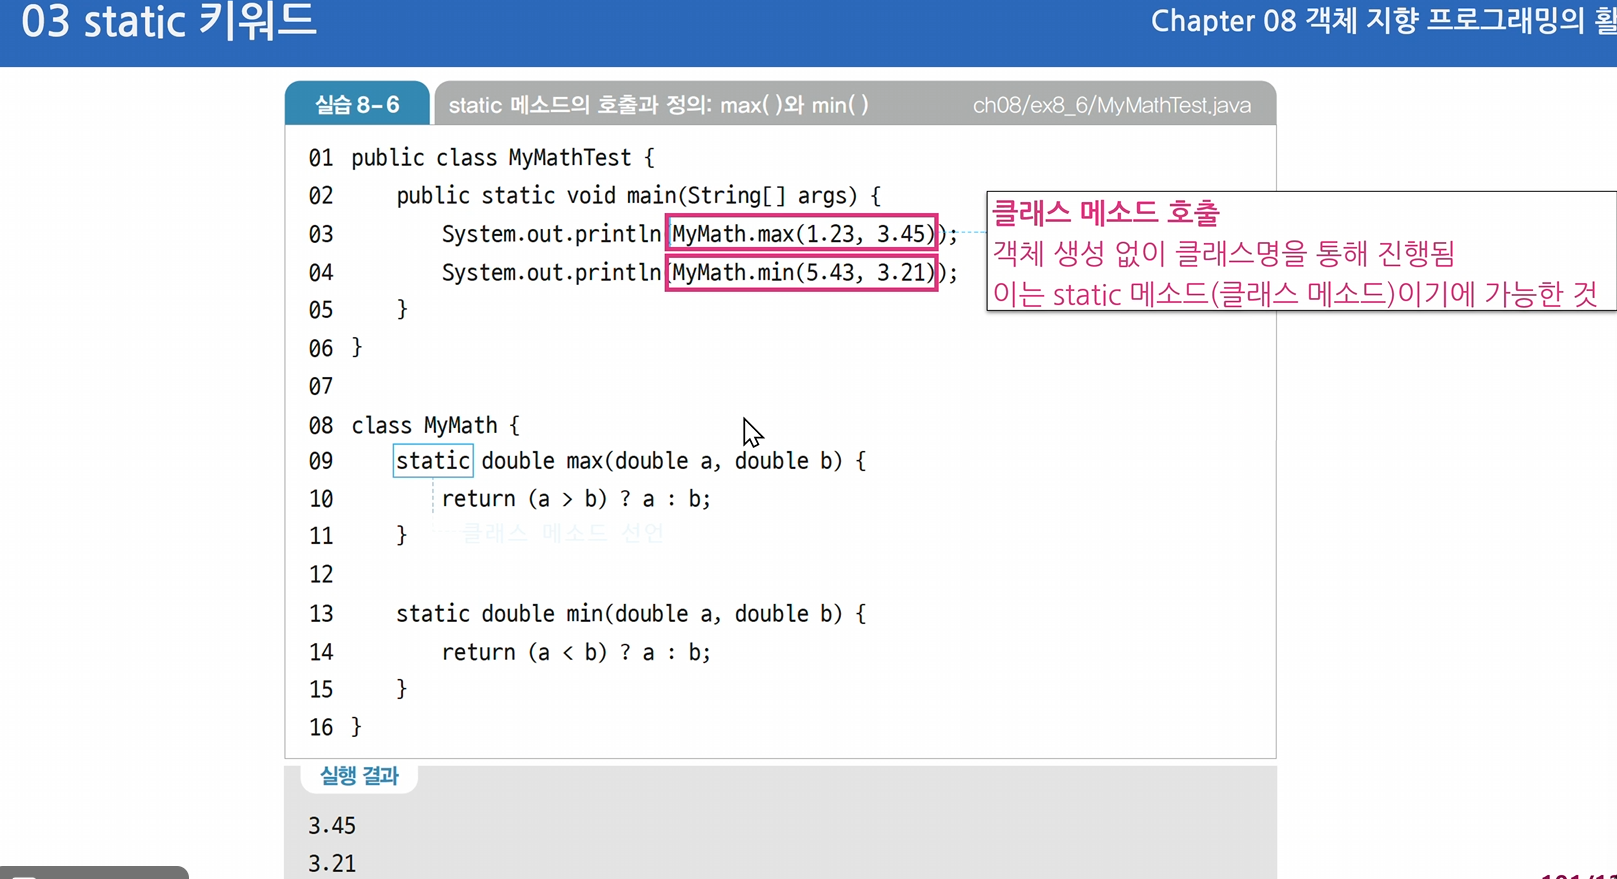 03 static 키워드
Chapter 08 객체 지향 프로그래밍의
실습 8-6
static 메소드의 호출과 정의: max( )와 min( )
ch08/ex8_6/MyMathTest.java
01 public class MyMathTest {
02 public static void main(String[] args) {
03 System.out.println(MyMath.max(1.23, 3.45));
04 System.out.println(MyMath.min(5.43, 3.21));
05 }
06 }
07
08 class MyMath {
09 static double max(double a, double b) {
10 return (a > b) ? a : b;
11 }
클래스 메소드 선언
12
13 static double min(double a, double b) {
14 return (a < b) ? a : b;
15 }
16 }
클래스 메소드 호출
객체 생성 없이 클래스명을 통해 진행됨
이는 static 메소드(클래스 메소드)이기에 가능한 것
실행 결과
3.45
3.21